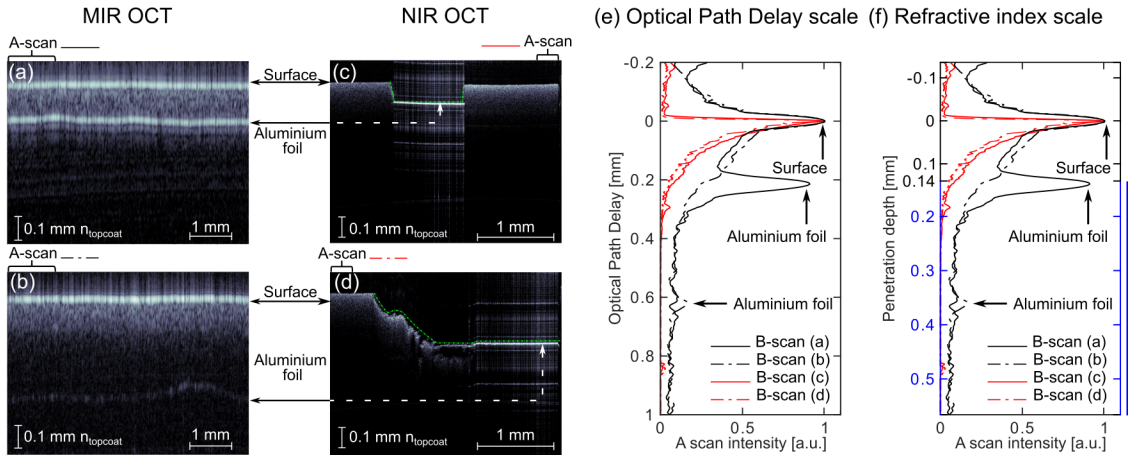 MIR OCT
NIR OCT
(e) Optical Path Delay scale
(f) Refractive index scale
A-scan
A-scan
(a)
(c)
Surface
Aluminium
foil
0.1 mm n_topcoat
1 mm
0.1 mm n_topcoat
1 mm
A-scan
A-scan
(b)
(d)
Surface
Aluminium
foil
0.1 mm n_topcoat
1 mm
0.1 mm n_topcoat
1 mm
-0.2
0
0.2
0.4
0.6
0.8
1
Optical Path Delay [mm]
Surface
Aluminium foil
Aluminium foil
B-scan (a)
B-scan (b)
B-scan (c)
B-scan (d)
0
0.5
1
A scan intensity [a.u.]
-0.1
0
0.1
0.14
0.2
0.3
0.4
0.5
Penetration depth [mm]
Surface
Aluminium foil
Aluminium foil
B-scan (a)
B-scan (b)
B-scan (c)
B-scan (d)
0
0.5
1
A scan intensity [a.u.]